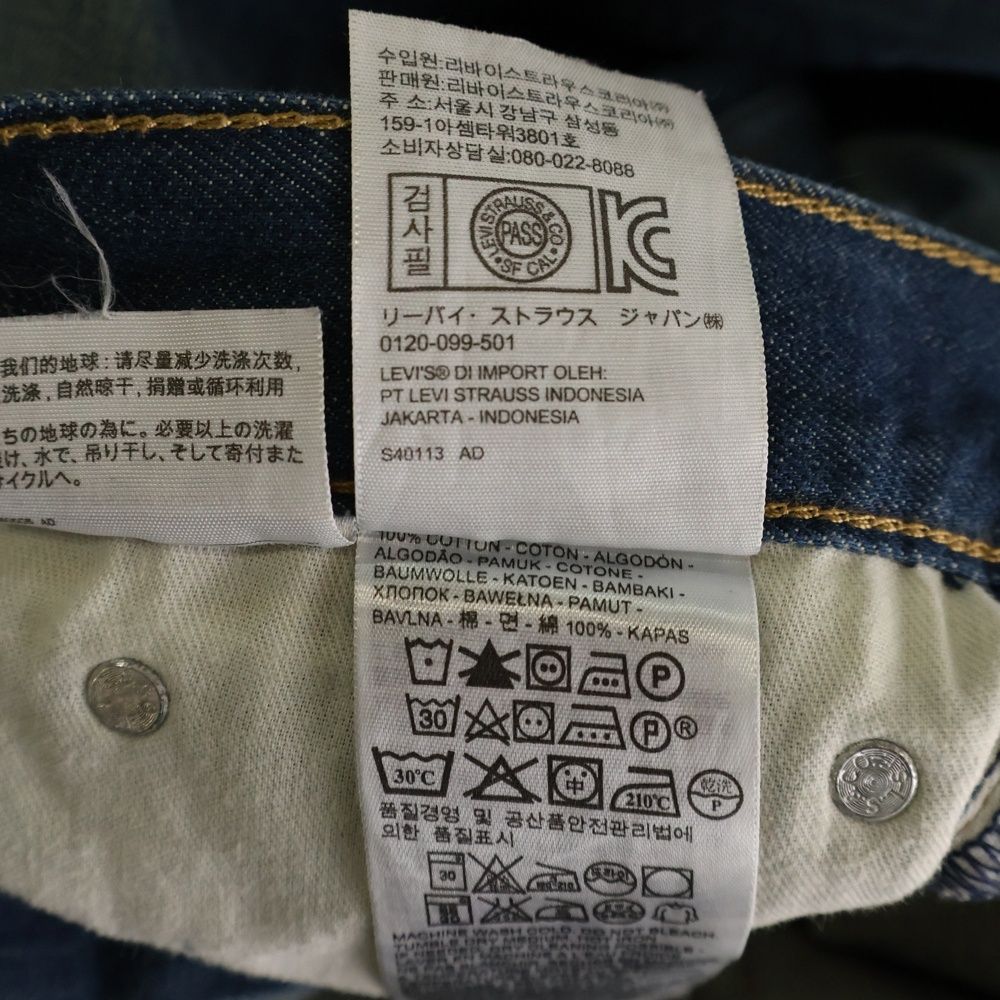 수입원:리바이스트라우스코리아㈜
판매원:리바이스트라우스코리아㈜
주 소:서울시 강남구 삼성동
159-1아셈타워3801호
소비자상담실:080-022-8088
검사필
LEVI STRAUSS & CO
PASS
SF CAL
リーバイ・ストラウス ジャパン㈱
0120-099-501
LEVI'S® DI IMPORT OLEH:
PT LEVI STRAUSS INDONESIA
JAKARTA - INDONESIA
S40113 AD
我们的地球: 请尽量减少洗涤次数,
洗涤, 自然晾干, 捐赠或循环利用
ちの地球の為に。必要以上の洗濯
け、水で、吊り干し、そして寄付また
イクルへ。
AD
100% COTTON - COTON - ALGODÓN -
ALGODÃO - PAMUK - COTONE -
BAUMWOLLE - KATOEN - BAMBAKI -
ХЛОПОК - BAWEŁNA - PAMUT -
BAVLNA - 棉 - 면 - 綿 100% - KAPAS
P
30 P ®
30°C 中 210°C 乾洗 P
품질경영 및 공산품안전관리법에
의한 품질표시
30
MACHINE WASH COLD. DO NOT BLEACH.
TUMBLE DRY MEDIUM. HOT IRON